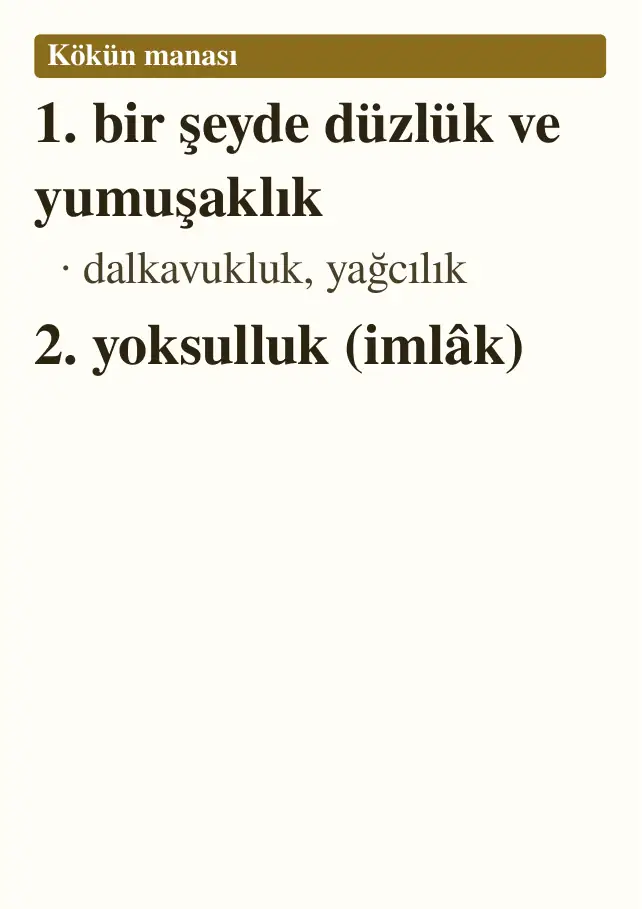 Kökün manası
1. bir şeyde düzlük ve
yumuşaklık
· dalkavukluk, yağcılık
2. yoksulluk (imlâk)